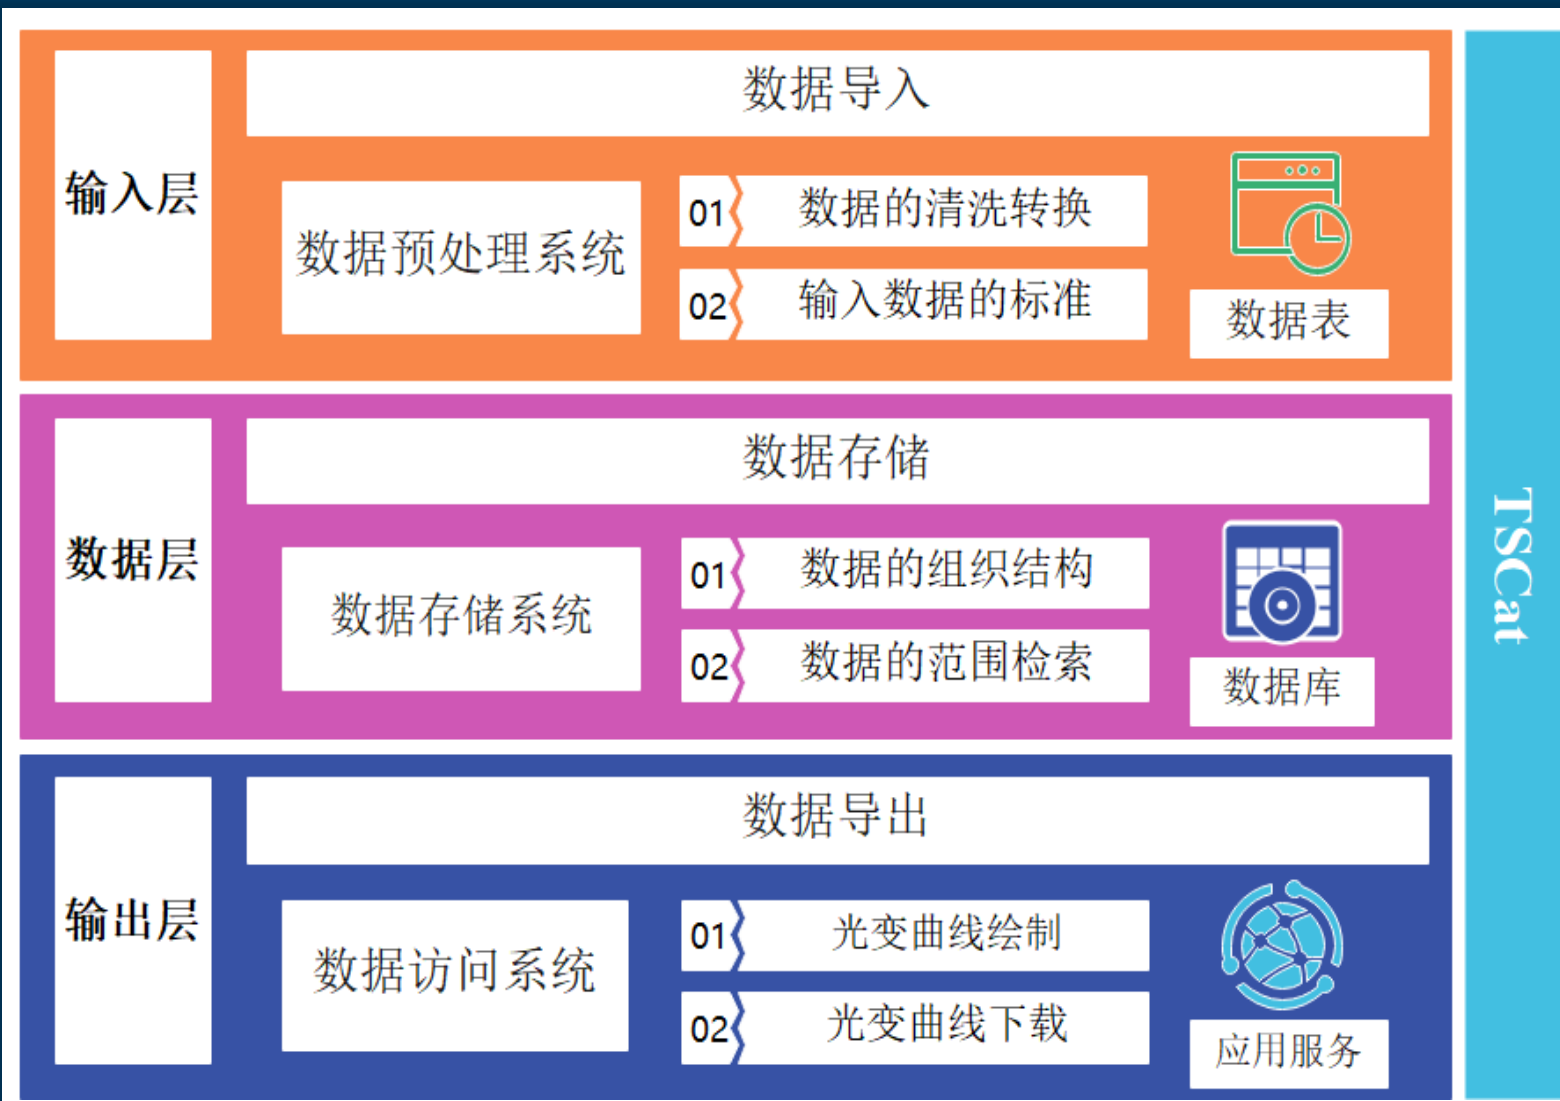 输入层
数据导入
数据预处理系统
01 数据的清洗转换
02 输入数据的标准
数据表
数据层
数据存储
数据存储系统
01 数据的组织结构
02 数据的范围检索
数据库
输出层
数据导出
数据访问系统
01 光变曲线绘制
02 光变曲线下载
应用服务
TSCat